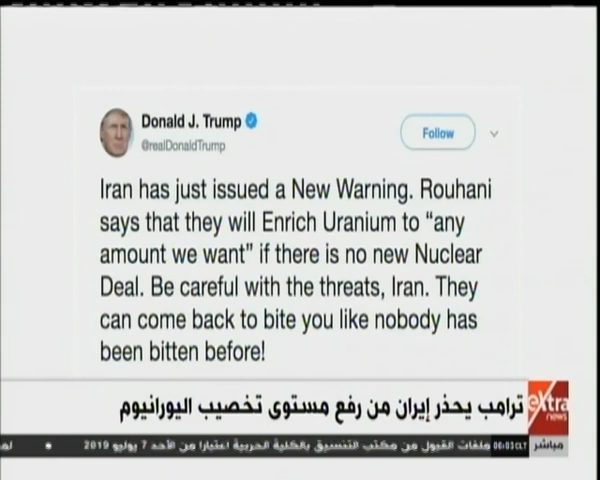 Donald J. Trump
@realDonaldTrump
Follow
Iran has just issued a New Warning. Rouhani
says that they will Enrich Uranium to “any
amount we want” if there is no new Nuclear
Deal. Be careful with the threats, Iran. They
can come back to bite you like nobody has
been bitten before!
ترامب يحذر إيران من رفع مستوى تخصيب اليورانيوم
eXtra
news
مباشر
06:03CLT
ملفات القبول من مكتب التنسيق بالكلية الحربية اعتبارا من الأحد 7 يوليو 2019